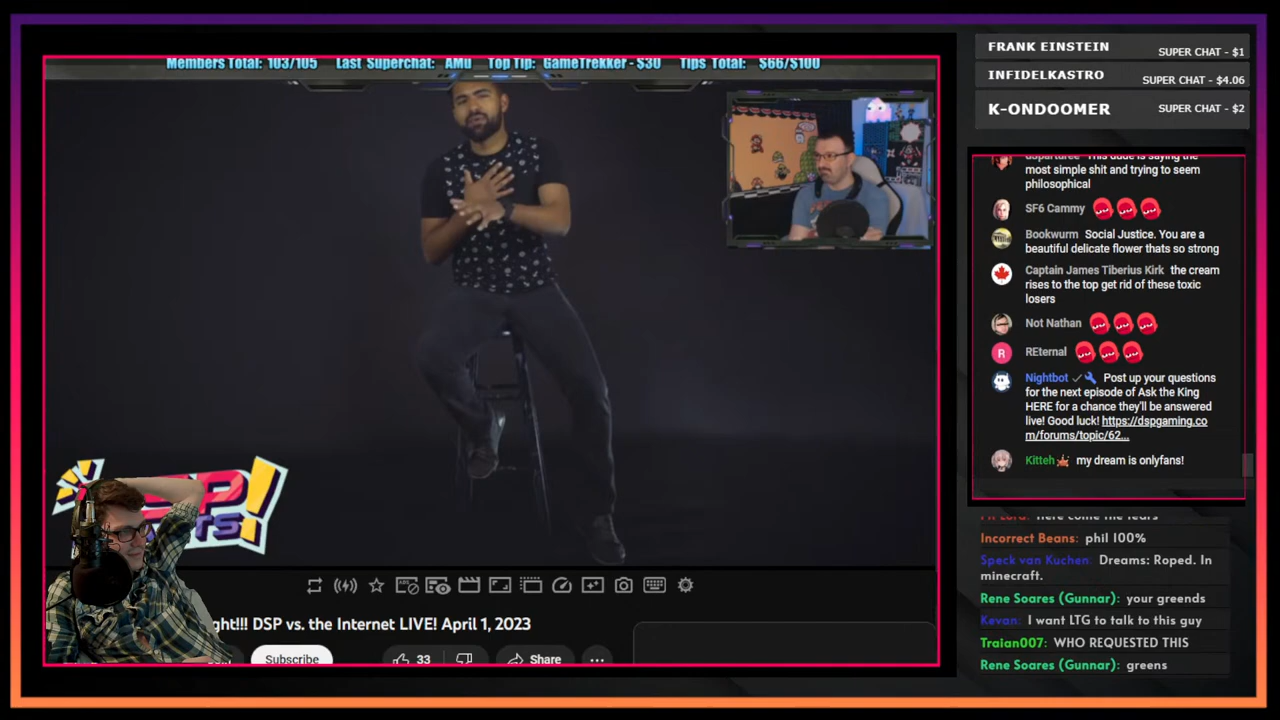 Members Total: 103/105 Last Superchat: AMU Top Tip: GameTrekker - $30 Tips Total: $66/$100
ght!!! DSP vs. the Internet LIVE! April 1, 2023
Subscribe
33
Share
FRANK EINSTEIN SUPER CHAT - $1
INFIDELKASTRO SUPER CHAT - $4.06
K-ONDOOMER SUPER CHAT - $2
This dude is saying the
most simple shit and trying to seem
philosophical
SF6 Cammy
Bookwurm Social Justice. You are a
beautiful delicate flower thats so strong
Captain James Tiberius Kirk the cream
rises to the top get rid of these toxic
losers
Not Nathan
REternal
R
Nightbot Post up your questions
for the next episode of Ask the King
HERE for a chance they'll be answered
live! Good luck! https://dspgaming.co
m/forums/topic/62...
Kitteh my dream is onlyfans!
here come the tears
Incorrect Beans: phil 100%
Speck van Kuchen: Dreams: Roped. In
minecraft.
Rene Soares (Gunnar): your greends
Kevan: I want LTG to talk to this guy
Traian007: WHO REQUESTED THIS
Rene Soares (Gunnar): greens